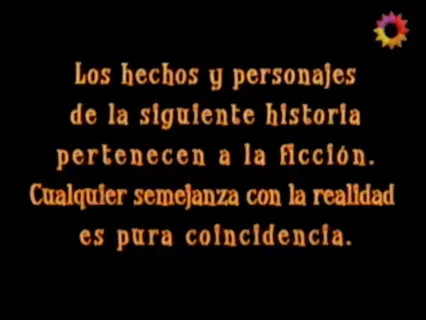 Los hechos y personajes
de la siguiente historia
pertenecen a la ficción.
Cualquier semejanza con la realidad
es pura coincidencia.